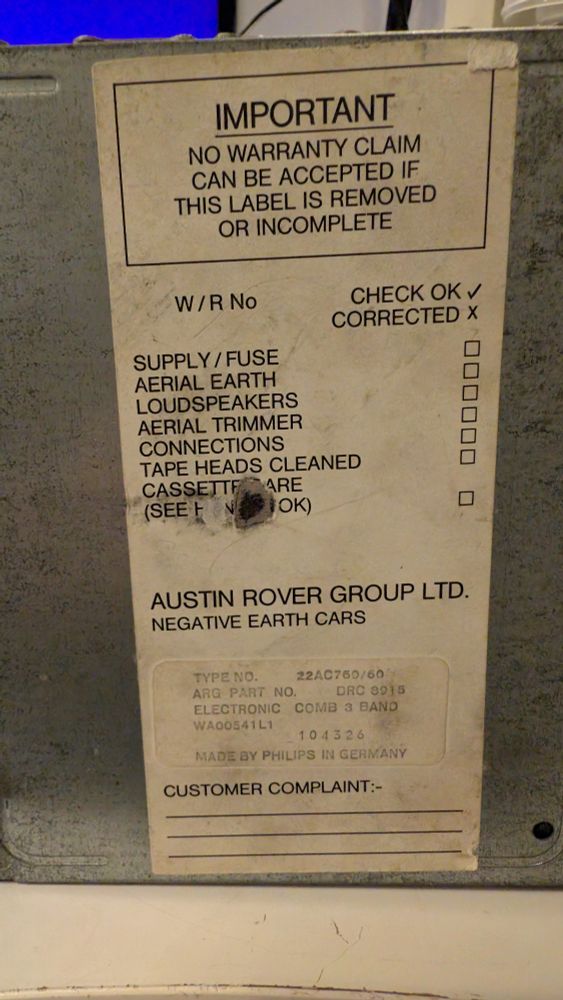 IMPORTANT
NO WARRANTY CLAIM
CAN BE ACCEPTED IF
THIS LABEL IS REMOVED
OR INCOMPLETE
W/R No
CHECK OK ✓
CORRECTED X
SUPPLY/FUSE
AERIAL EARTH
LOUDSPEAKERS
AERIAL TRIMMER
CONNECTIONS
TAPE HEADS CLEANED
CASSETTE
(SEE
AUSTIN ROVER GROUP LTD.
NEGATIVE EARTH CARS
TYPE NO. 22AC760/60
ARG PART NO. DRC 8915
ELECTRONIC COMB 3 BAND
WA00541L1
104326
MADE BY PHILIPS IN GERMANY
CUSTOMER COMPLAINT:-